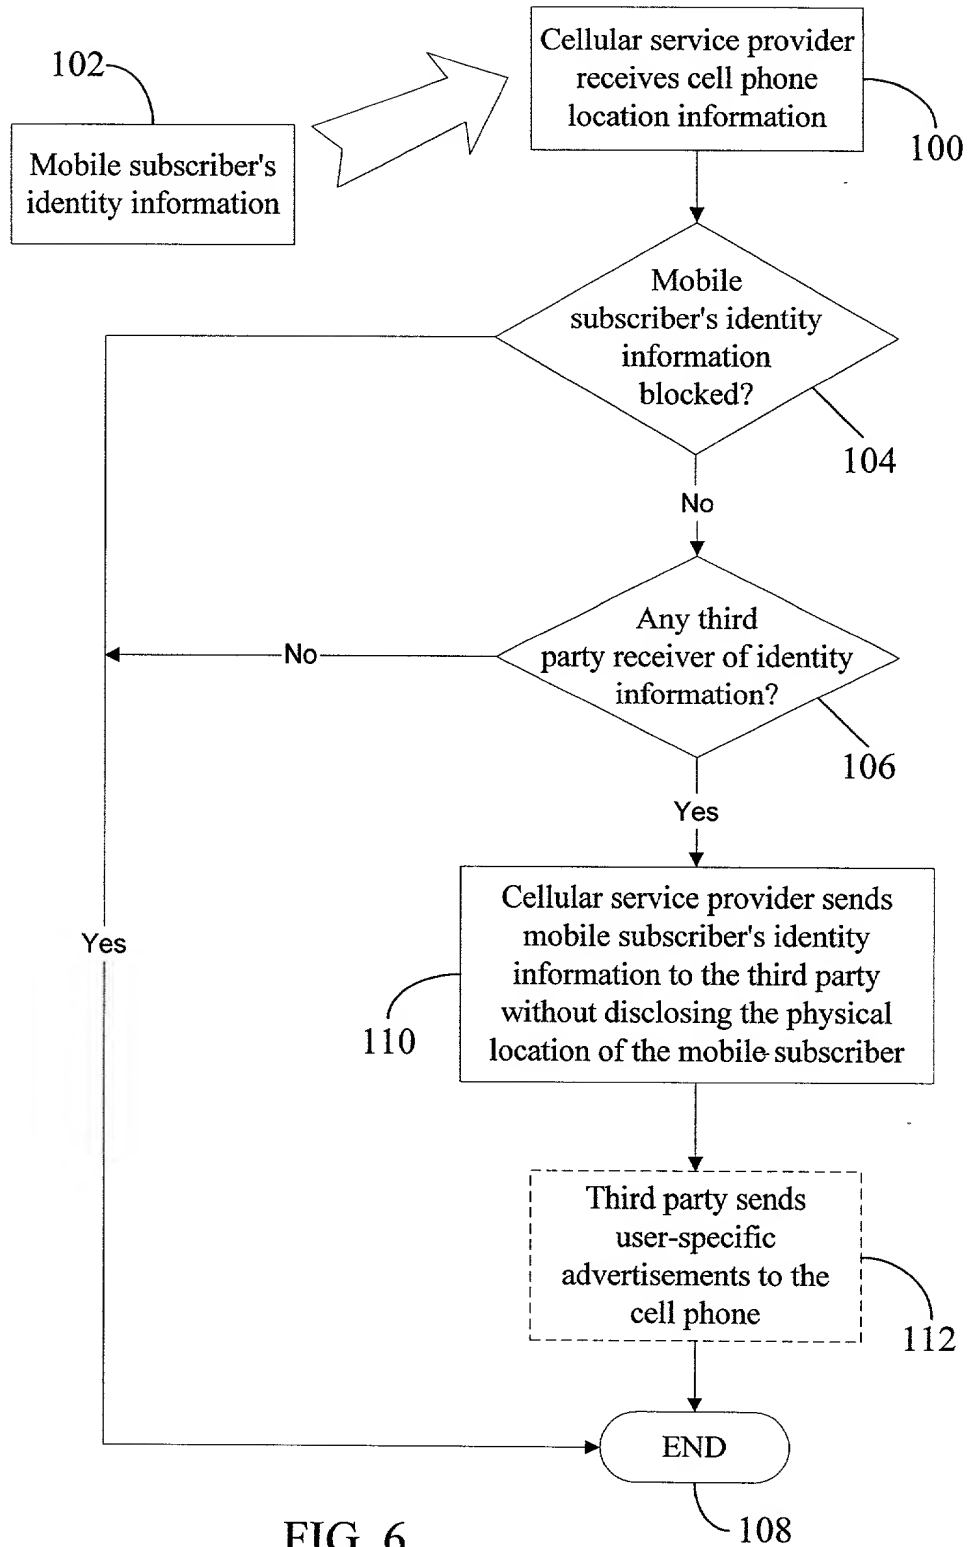 Cellular service provider
receives cell phone
location information
100
102
Mobile subscriber's
identity information
Mobile
subscriber's identity
information
blocked?
104
No
Any third
party receiver of identity
information?
106
No
Yes
Cellular service provider sends
mobile subscriber's identity
information to the third party
without disclosing the physical
location of the mobile subscriber
110
Yes
Third party sends
user-specific
advertisements to the
cell phone
112
END
108
FIG. 6